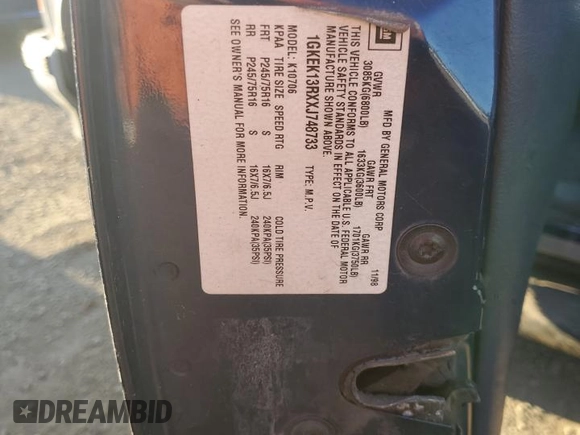 GM
MFD BY GENERAL MOTORS CORP 11/98
GVWR GAWR FRT GAWR RR
3085KG(6800LB) 1633KG(3600LB) 1701KG(3750LB)
THIS VEHICLE CONFORMS TO ALL APPLICABLE U.S. FEDERAL MOTOR
VEHICLE SAFETY STANDARDS IN EFFECT ON THE DATE OF
MANUFACTURE SHOWN ABOVE.
1GKEK13RXXJ748733 TYPE: M.P.V.
MODEL: K10706
KPAA TIRE SIZE SPEED RTG RIM COLD TIRE PRESSURE
FRT P245/75R16 S 16X7/6.5J 240KPA(35PSI)
RR P245/75R16 S 16X7/6.5J 240KPA(35PSI)
SEE OWNER'S MANUAL FOR MORE INFORMATION.
DREAMBID